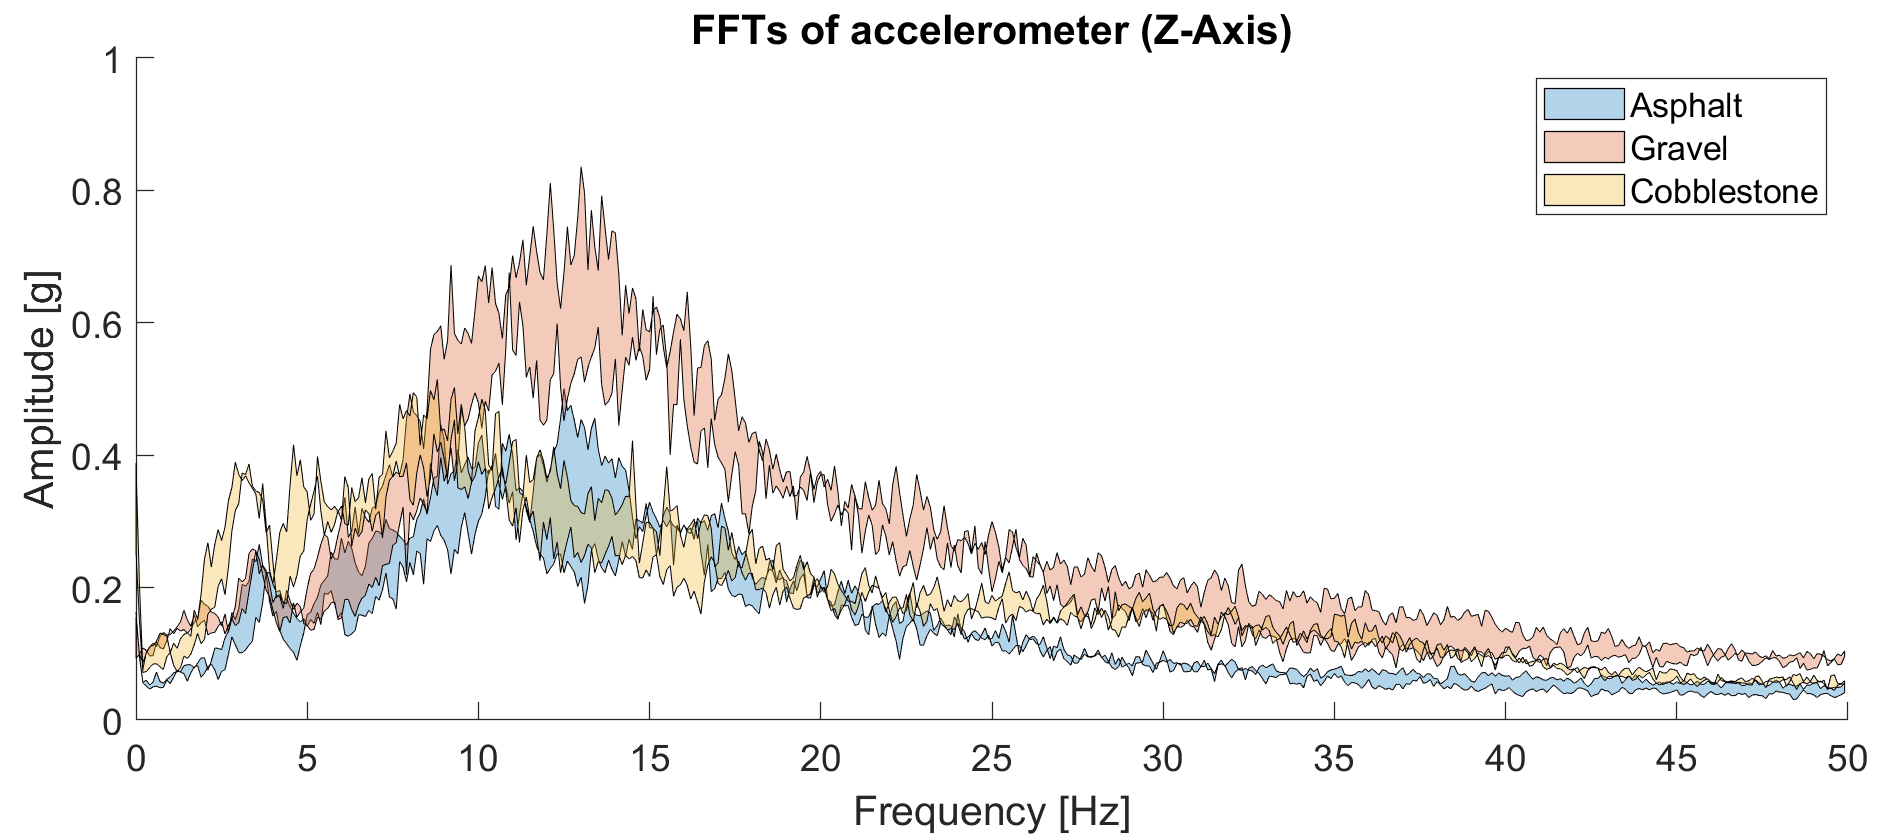 FFTs of accelerometer (Z-Axis)
1
0.8
0.6
0.4
0.2
0
Amplitude [g]
Asphalt
Gravel
Cobblestone
0 5 10 15 20 25 30 35 40 45 50
Frequency [Hz]